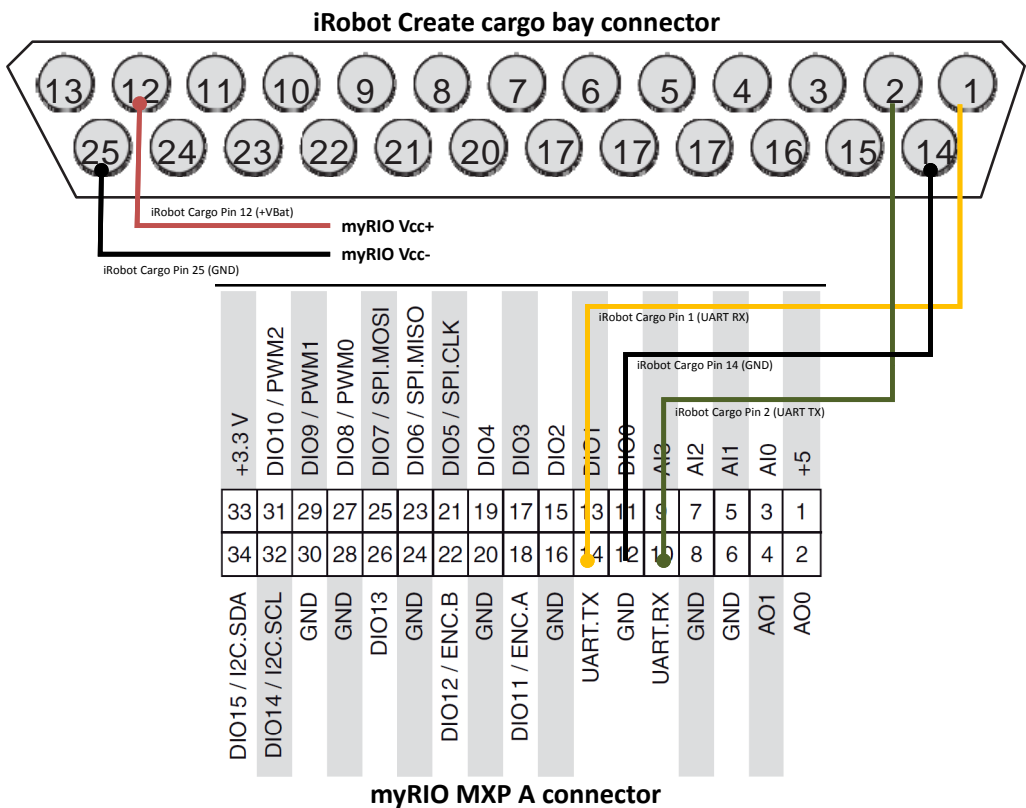 iRobot Create cargo bay connector
13 12 11 10 9 8 7 6 5 4 3 2 1
25 24 23 22 21 20 17 17 17 16 15 14
iRobot Cargo Pin 12 (+VBat)
myRIO Vcc+
myRIO Vcc-
iRobot Cargo Pin 25 (GND)
iRobot Cargo Pin 1 (UART RX)
iRobot Cargo Pin 14 (GND)
iRobot Cargo Pin 2 (UART TX)
+3.3 V
DIO10 / PWM2
DIO9 / PWM1
DIO8 / PWM0
DIO7 / SPI.MOSI
DIO6 / SPI.MISO
DIO5 / SPI.CLK
DIO4
DIO3
DIO2
DIO1
DIO0
AI3
AI2
AI1
AI0
+5
33 31 29 27 25 23 21 19 17 15 13 11 9 7 5 3 1
34 32 30 28 26 24 22 20 18 16 14 12 10 8 6 4 2
DIO15 / I2C.SDA
DIO14 / I2C.SCL
GND
GND
DIO13
GND
DIO12 / ENC.B
GND
DIO11 / ENC.A
GND
UART.TX
GND
UART.RX
GND
GND
AO1
AO0
myRIO MXP A connector